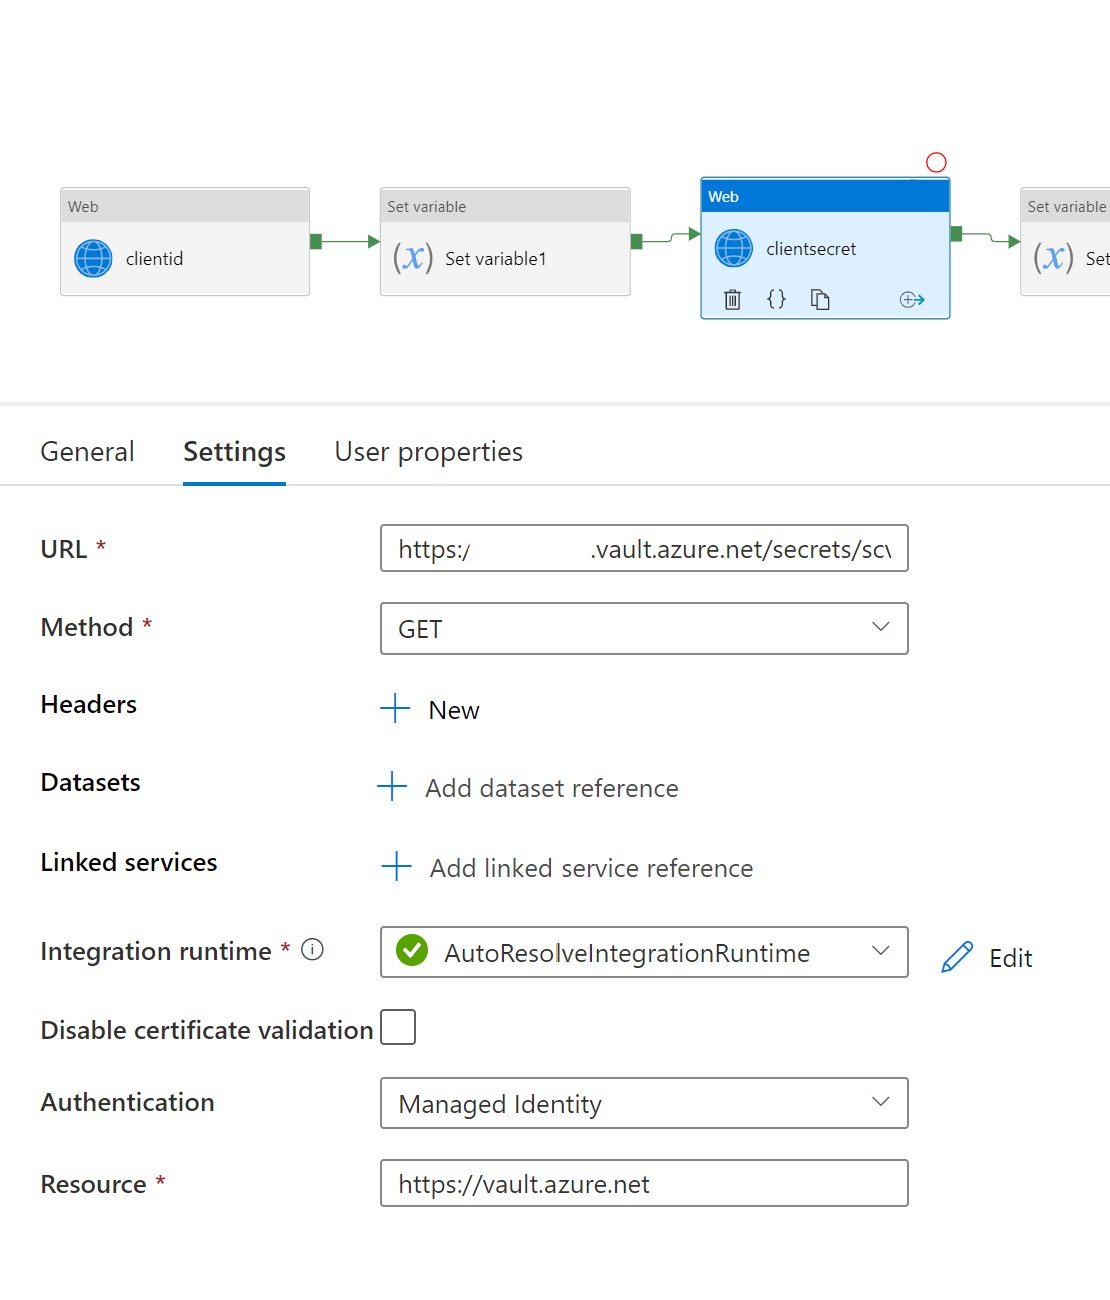 Web
clientid
Set variable
(x) Set variable1
Web
clientsecret
{}
Set variable
(x) Set
General Settings User properties
URL *
https:/ .vault.azure.net/secrets/scv
Method *
GET
Headers
New
Datasets
Add dataset reference
Linked services
Add linked service reference
Integration runtime *
AutoResolveIntegrationRuntime
Edit
Disable certificate validation
Authentication
Managed Identity
Resource *
https://vault.azure.net